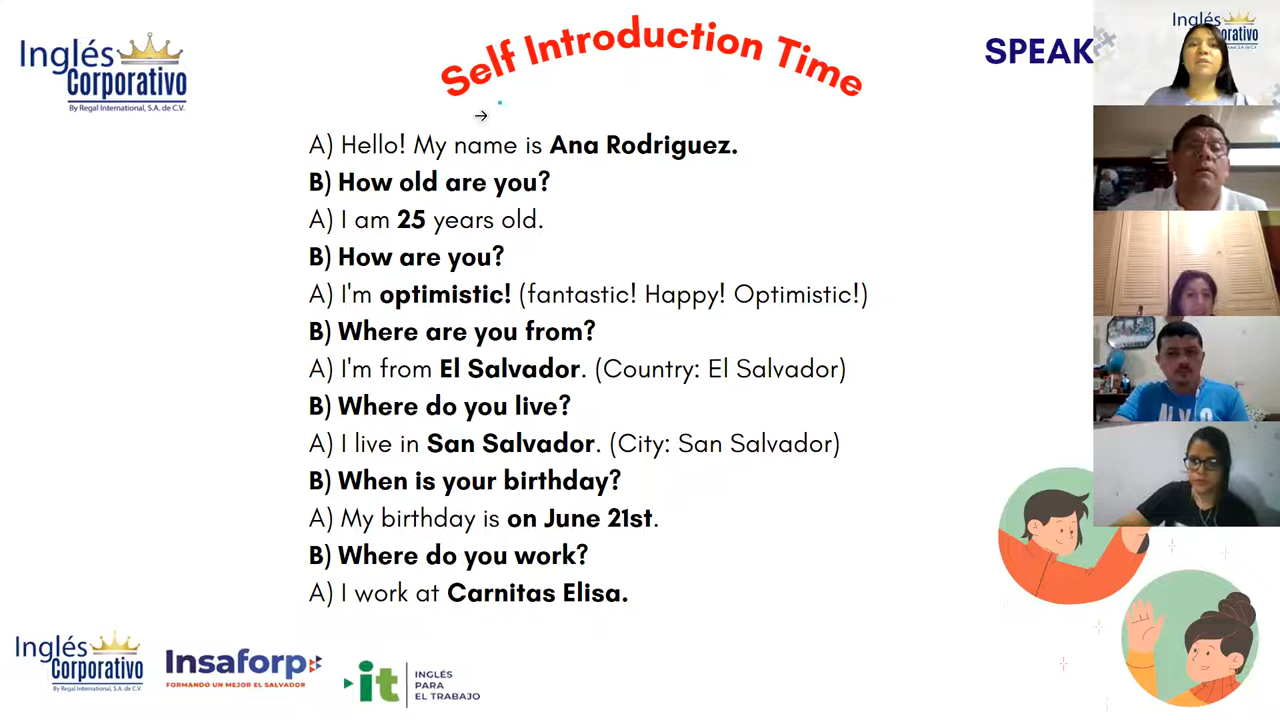 Inglés
Corporativo
By Regal International, S.A. de C.V.
Self Introduction Time
SPEAK
Inglés
orporativo
A) Hello! My name is Ana Rodriguez.
B) How old are you?
A) I am 25 years old.
B) How are you?
A) I'm optimistic! (fantastic! Happy! Optimistic!)
B) Where are you from?
A) I'm from El Salvador. (Country: El Salvador)
B) Where do you live?
A) I live in San Salvador. (City: San Salvador)
B) When is your birthday?
A) My birthday is on June 21st.
B) Where do you work?
A) I work at Carnitas Elisa.
Inglés
Corporativo
By Regal International, S.A. de C.V.
Insaforp
FORMANDO UN MEJOR EL SALVADOR
it
INGLÉS
PARA
EL TRABAJO